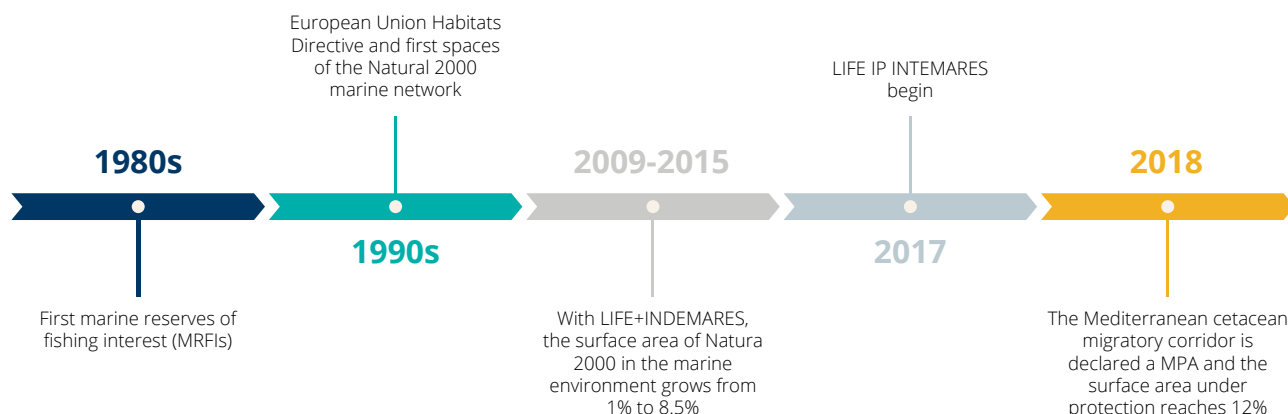 1980s
First marine reserves of
fishing interest (MRFIs)
European Union Habitats
Directive and first spaces
of the Natural 2000
marine network
1990s
2009-2015
With LIFE+INDEMARES,
the surface area of Natura
2000 in the marine
environment grows from
1% to 8.5%
LIFE IP INTEMARES
begin
2017
2018
The Mediterranean cetacean
migratory corridor is
declared a MPA and the
surface area under
protection reaches 12%